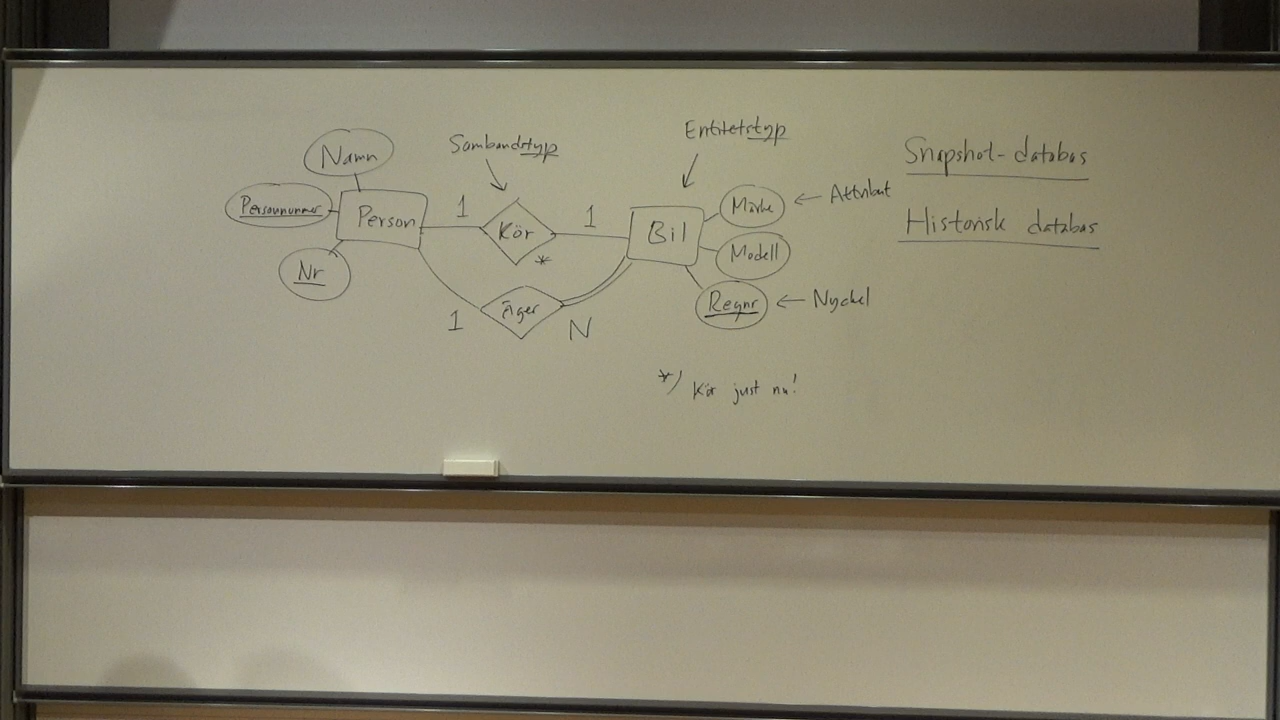 Namn
Sambandstyp
Entitetstyp
Snapshot-databas
Personnummer
Person
1
Kör
*
1
Bil
Märke
Attribut
Historisk databas
Modell
Nr
1
Äger
N
Regnr
Nyckel
*) Kör just nu!